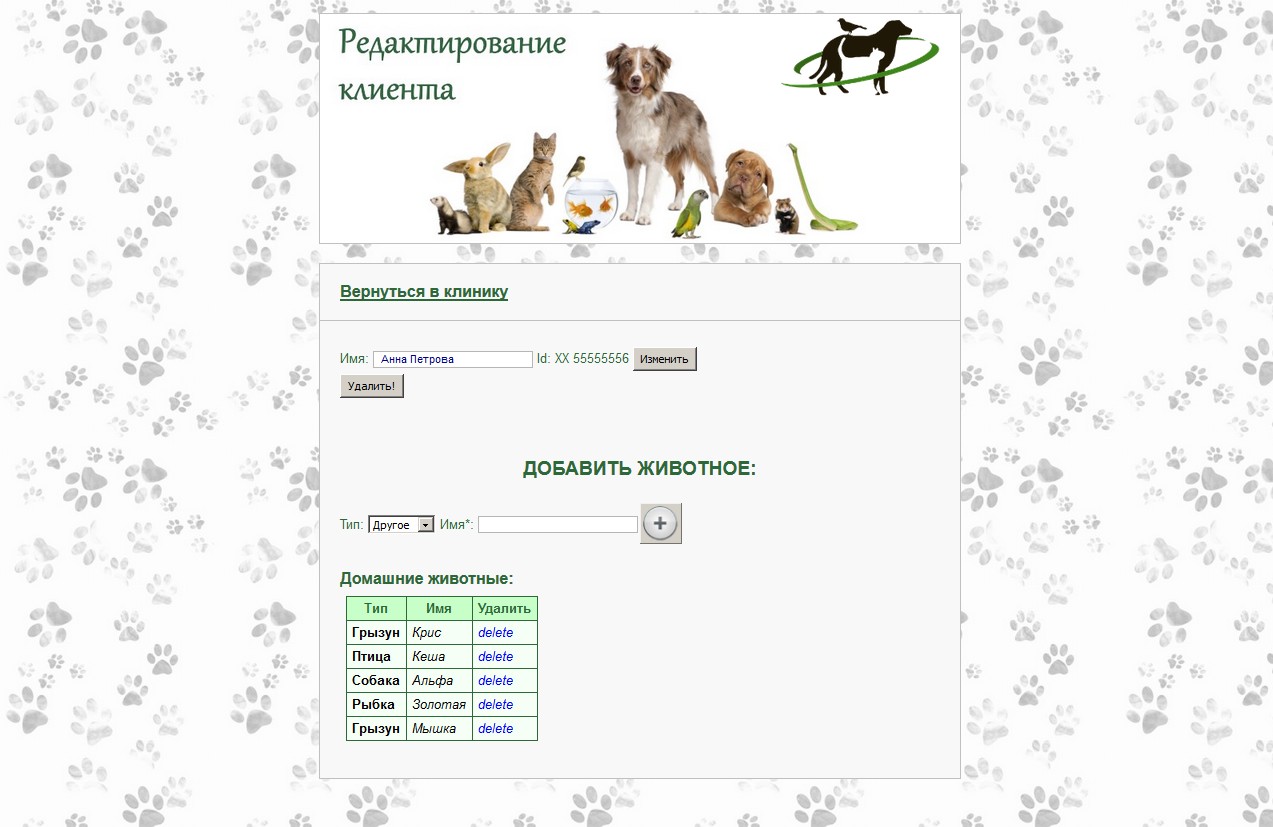 Редактирование
клиента
Вернуться в клинику
Имя: Анна Петрова Id: XX 55555556 Изменить
Удалить!
ДОБАВИТЬ ЖИВОТНОЕ:
Тип: Другое Имя*:
Домашние животные:
Тип Имя Удалить
Грызун Крис delete
Птица Кеша delete
Собака Альфа delete
Рыбка Золотая delete
Грызун Мышка delete